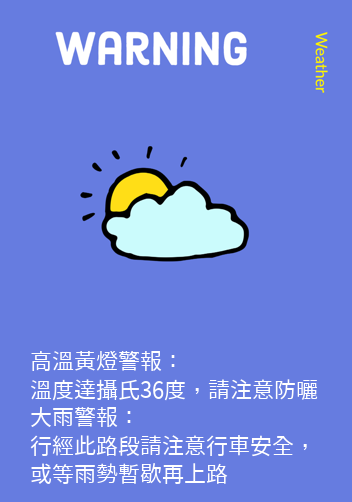 WARNING
Weather
高溫黃燈警報：
溫度達攝氏36度，請注意防曬
大雨警報：
行經此路段請注意行車安全，
或等雨勢暫歇再上路